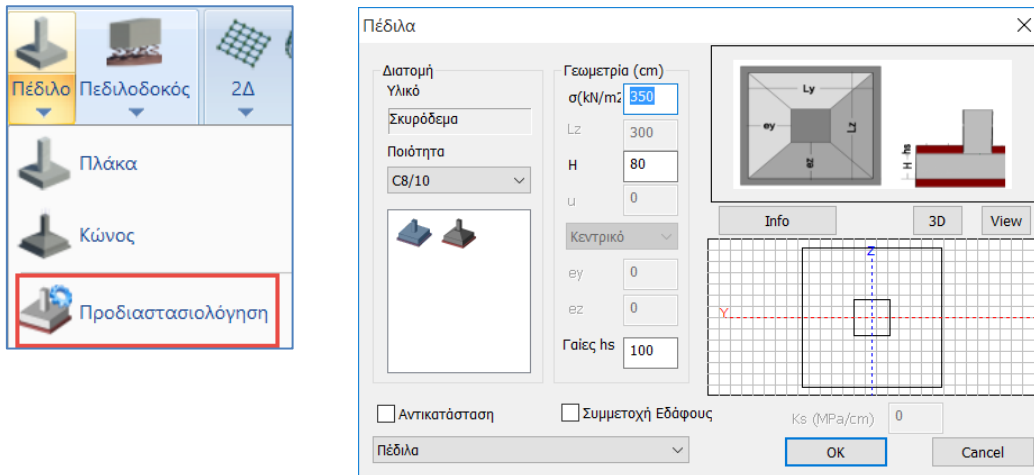 Πέδιλο Πεδιλοδοκός 2Δ
Πλάκα
Κώνος
Προδιαστασιολόγηση
Πέδιλα
Διατομή
Υλικό
Σκυρόδεμα
Ποιότητα
C8/10
Γεωμετρία (cm)
σ(kN/m2 350
Lz 300
H 80
u 0
Κεντρικό
ey 0
ez 0
Γαίες hs 100
Ly
ey
Lz
ez
hs
H
Info 3D View
Z
Y
Αντικατάσταση Συμμετοχή Εδάφους
Ks (MPa/cm) 0
Πέδιλα
OK Cancel